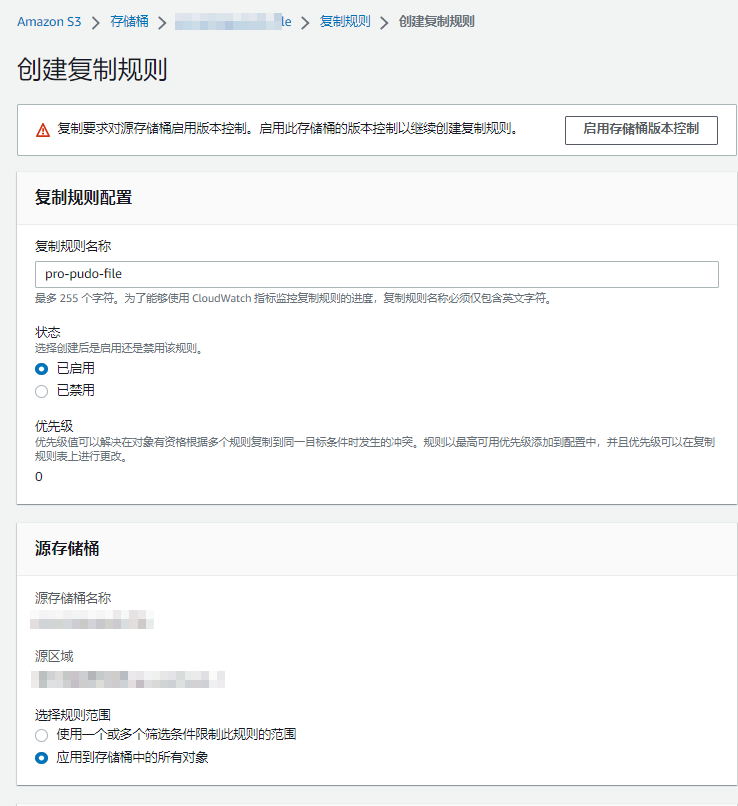 Amazon S3 > 存储桶 > le > 复制规则 > 创建复制规则
创建复制规则
复制要求对源存储桶启用版本控制。启用此存储桶的版本控制以继续创建复制规则。 启用存储桶版本控制
复制规则配置
复制规则名称
pro-pudo-file
最多 255 个字符。为了能够使用 CloudWatch 指标监控复制规则的进度，复制规则名称必须仅包含英文字符。
状态
选择创建后是启用还是禁用该规则。
已启用
已禁用
优先级
优先级值可以解决在对象有资格根据多个规则复制到同一目标条件时发生的冲突。规则以最高可用优先级添加到配置中，并且优先级可以在复制
规则表上进行更改。
0
源存储桶
源存储桶名称
源区域
选择规则范围
使用一个或多个筛选条件限制此规则的范围
应用到存储桶中的所有对象